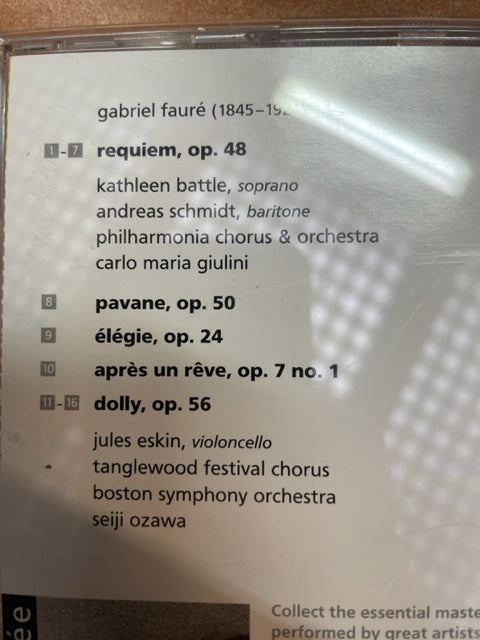 gabriel fauré (1845–19
1-7 requiem, op. 48
kathleen battle, soprano
andreas schmidt, baritone
philharmonia chorus & orchestra
carlo maria giulini
8 pavane, op. 50
9 élégie, op. 24
10 après un rêve, op. 7 no. 1
11-16 dolly, op. 56
jules eskin, violoncello
tanglewood festival chorus
boston symphony orchestra
seiji ozawa
ée
Collect the essential maste
performed by great artists